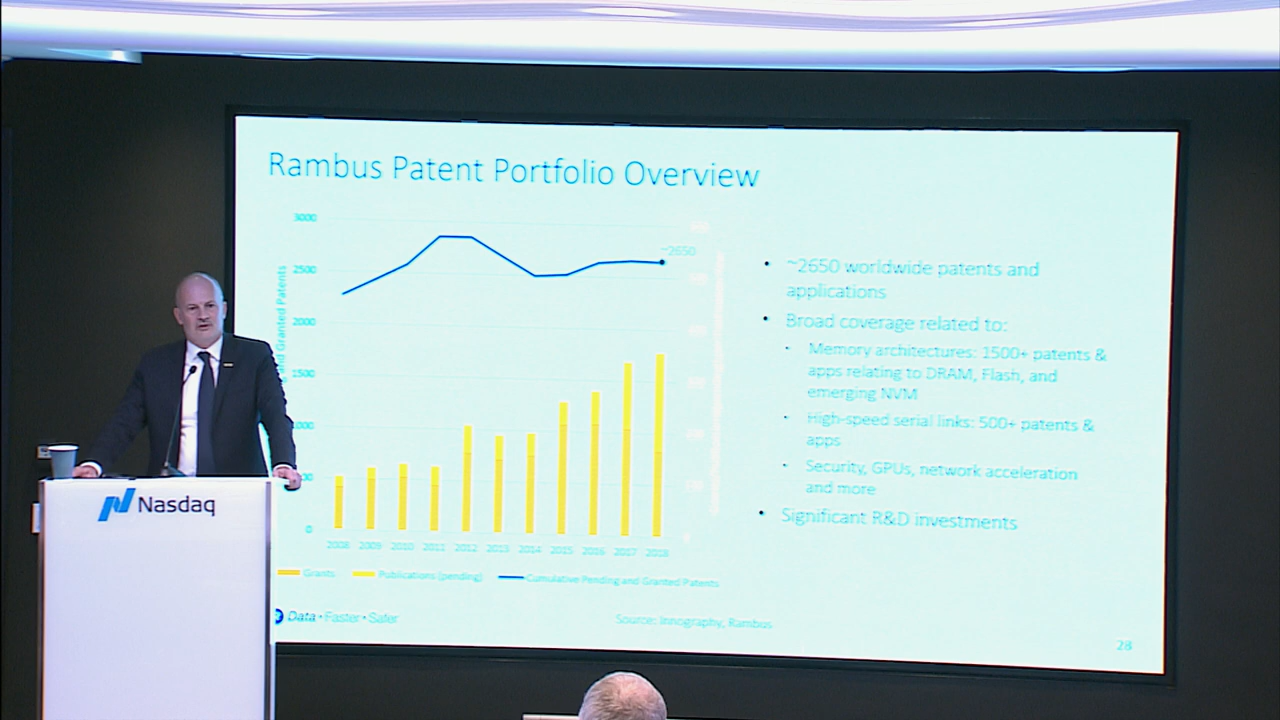 Rambus Patent Portfolio Overview
3000
2500
2000
1500
and Granted Patents
0
~2650
2008 2009 2010 2011 2012 2013 2014 2015 2016 2017 2018
Grants Publications (pending) Cumulative Pending and Granted Patents
• ~2650 worldwide patents and
applications
• Broad coverage related to:
• Memory architectures: 1500+ patents &
apps relating to DRAM, Flash, and
emerging NVM
• High-speed serial links: 500+ patents &
apps
• Security, GPUs, network acceleration
and more
• Significant R&D investments
Data • Faster • Safer
Source: Innography, Rambus
28
Nasdaq